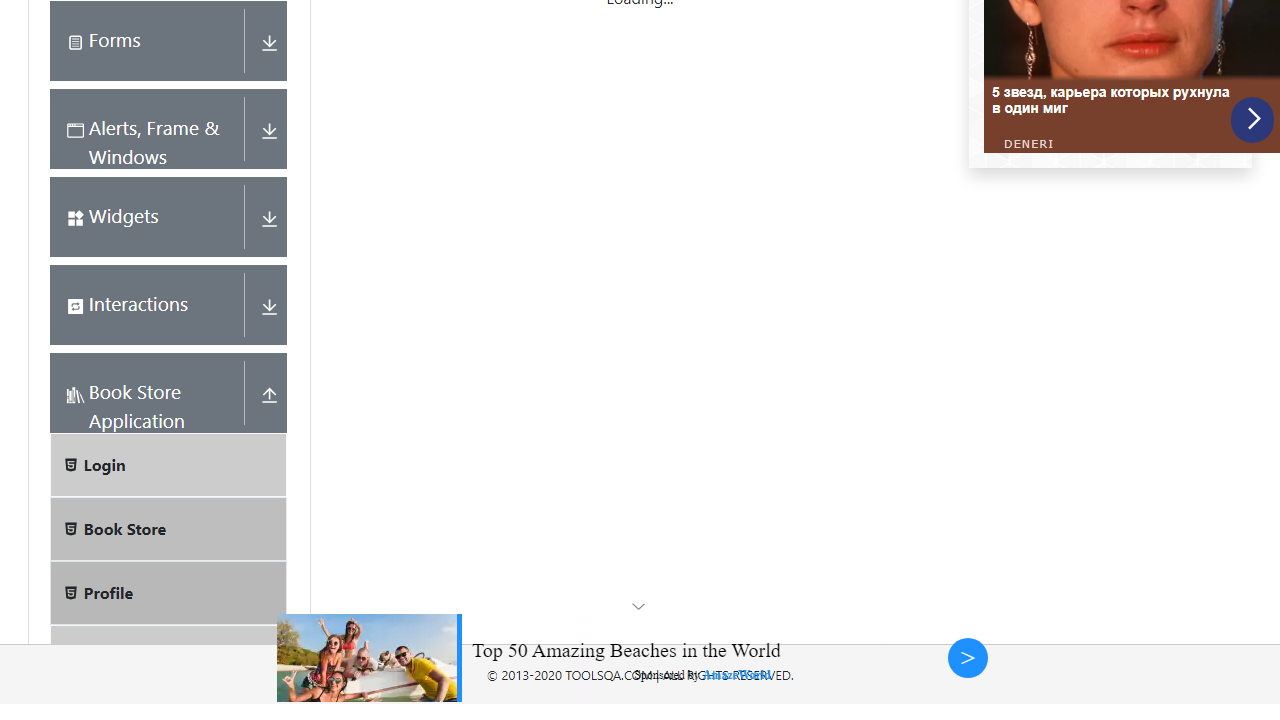 Loading...
Forms
Alerts, Frame &
Windows
Widgets
Interactions
Book Store
Application
Login
Book Store
Profile
5 звезд, карьера которых рухнула
в один миг
DENERI
Top 50 Amazing Beaches in the World
Sponsored by
© 2013-2020 TOOLSQA.COM | ALL RIGHTS RESERVED.